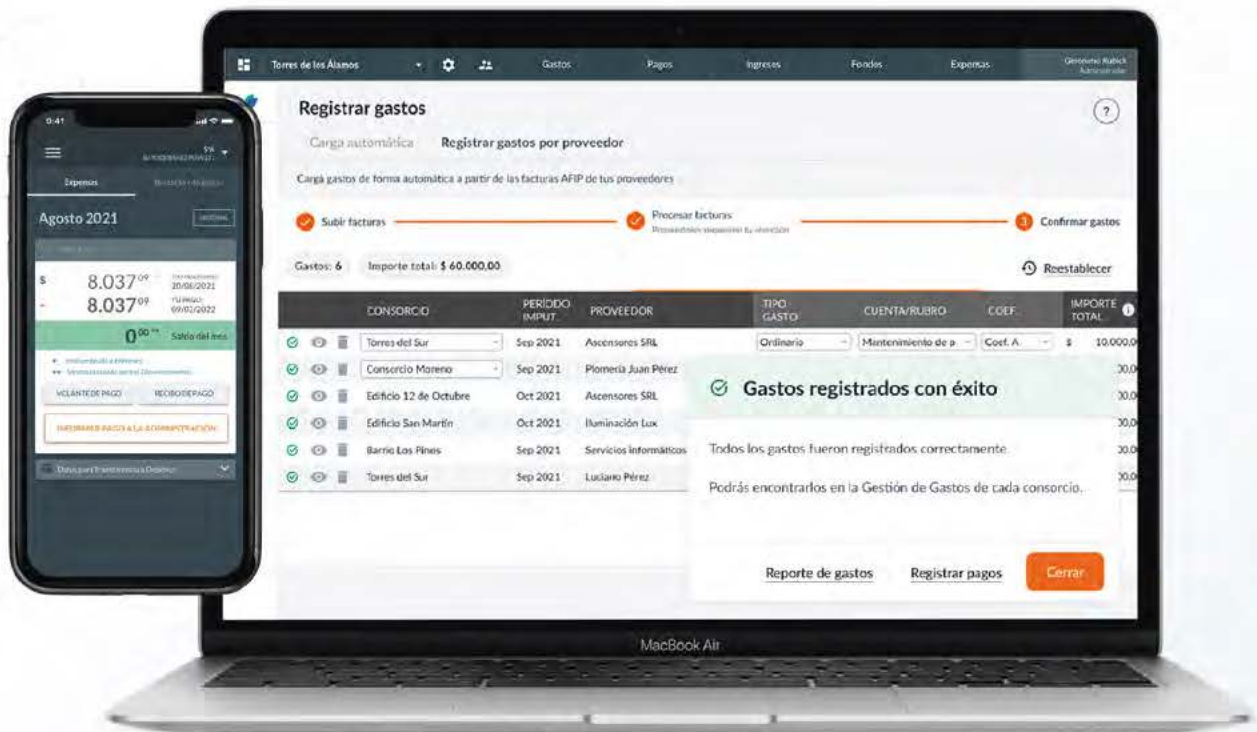 Torres de los Álamos
Gastos
Pagos
Ingresos
Fondos
Expensas
Registrar gastos
?
Carga automática
Registrar gastos por proveedor
Carga gastos de forma automática a partir de las facturas AFIP de tus proveedores
Subir facturas
Procesar facturas
3 Confirmar gastos
Gastos: 6
Importe total: $ 60.000,00
Reestablecer
CONSORCIO PERÍODO IMPUT. PROVEEDOR TIPO GASTO CUENTA/RUBRO COEF. IMPORTE TOTAL
Torres del Sur Sep 2021 Ascensores SRL Ordinario Mantenimiento de p Coef. A $ 10.000,0
Consorcio Moreno Sep 2021 Plomería Juan Pérez
Edificio 12 de Octubre Oct 2021 Ascensores SRL
Edificio San Martín Oct 2021 Iluminación Lux
Barrio Los Pinos Sep 2021 Servicios informáticos
Torres del Sur Sep 2021 Luciano Pérez
Gastos registrados con éxito
Todos los gastos fueron registrados correctamente.
Podrás encontrarlos en la Gestión de Gastos de cada consorcio.
Reporte de gastos
Registrar pagos
Cerrar
MacBook Air
9:41
Expensas
Agosto 2021
$ 8.037 09
20/08/2021
- 8.037 09
TU PAGO:
09/02/2022
0 00
Saldo del mes
VOLANTE DE PAGO
RECIBO DE PAGO
INFORMAR PAGO A LA ADMINISTRACIÓN